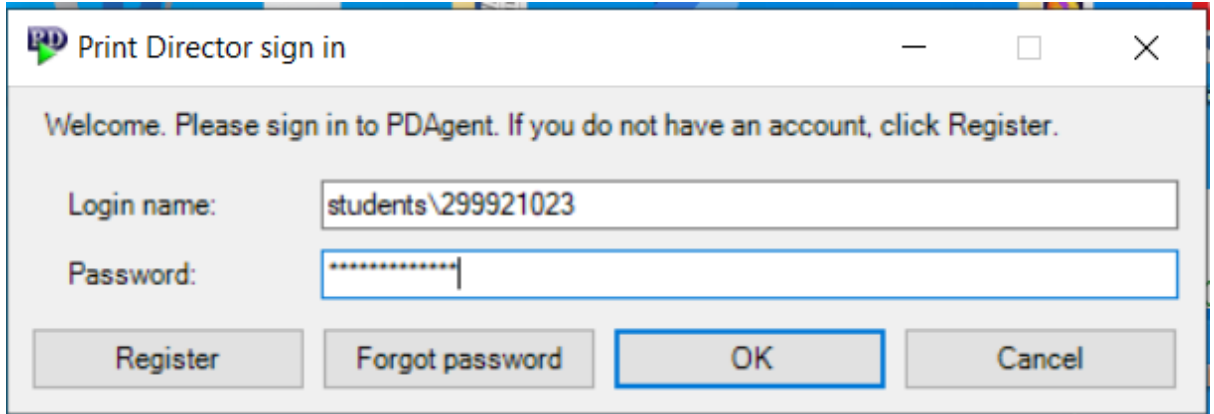 Print Director sign in
Welcome. Please sign in to PDAgent. If you do not have an account, click Register.
Login name: students\299921023
Password: *************
Register Forgot password OK Cancel